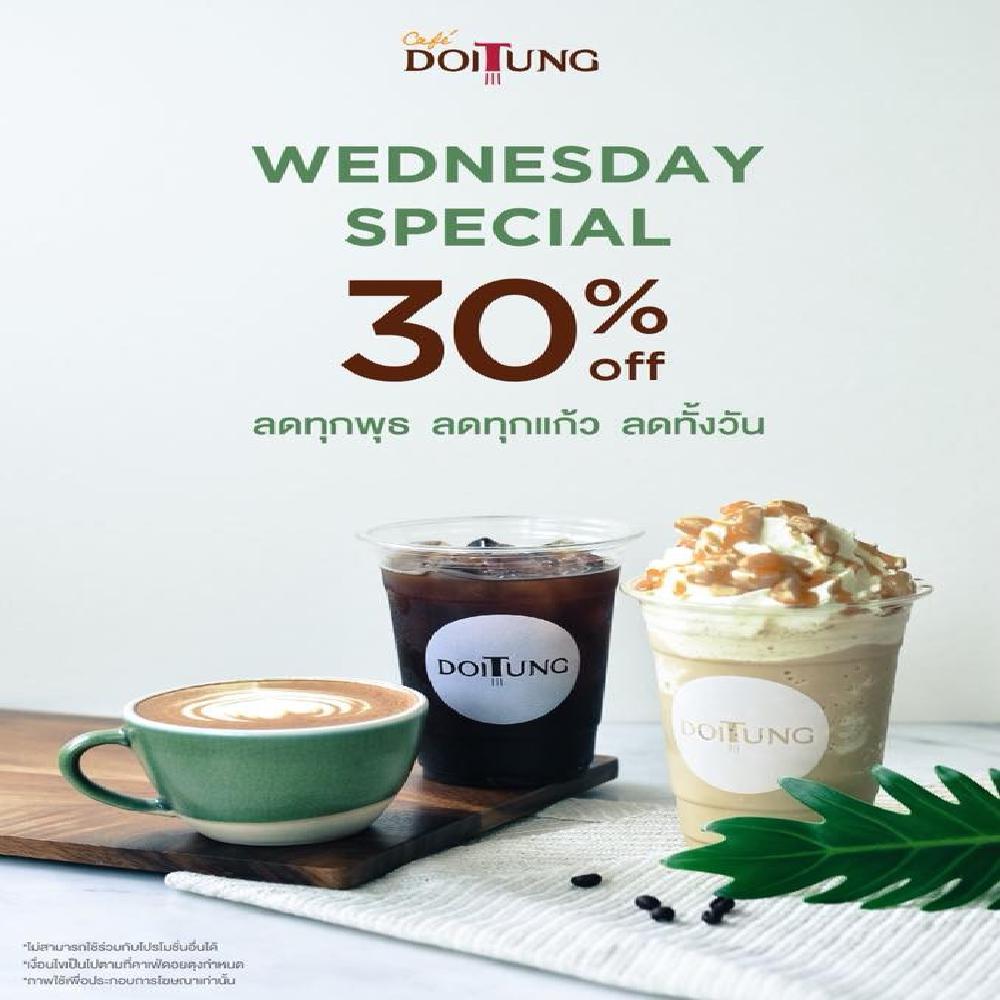 Café
DOITUNG
WEDNESDAY
SPECIAL
30%
off
ลดทุกพุธ ลดทุกแก้ว ลดทั้งวัน
DOITUNG
DOITUNG
*ไม่สามารถใช้ร่วมกับโปรโมชั่นอื่นได้
*เงื่อนไขเป็นไปตามที่คาเฟ่ดอยตุงกำหนด
*ภาพใช้เพื่อประกอบการโฆษณาเท่านั้น